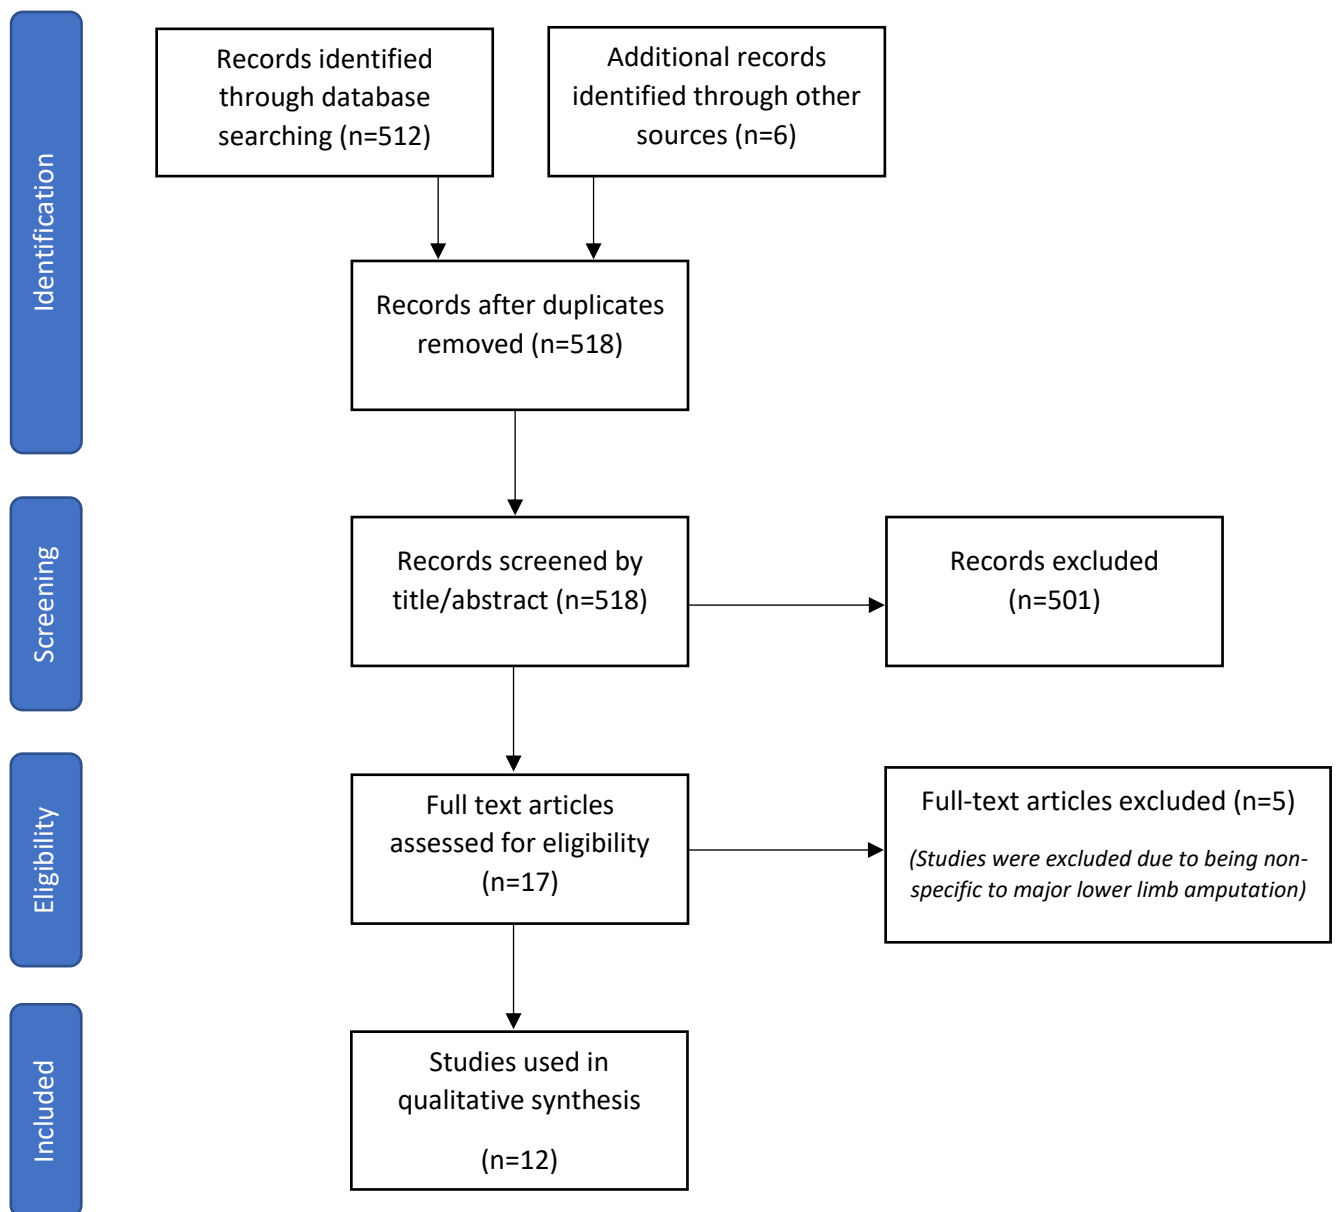 Identification
Records identified
through database
searching (n=512)
Additional records
identified through other
sources (n=6)
Records after duplicates
removed (n=518)
Screening
Records screened by
title/abstract (n=518)
Records excluded
(n=501)
Eligibility
Full text articles
assessed for eligibility
(n=17)
Full-text articles excluded (n=5)
(Studies were excluded due to being non-
specific to major lower limb amputation)
Included
Studies used in
qualitative synthesis
(n=12)